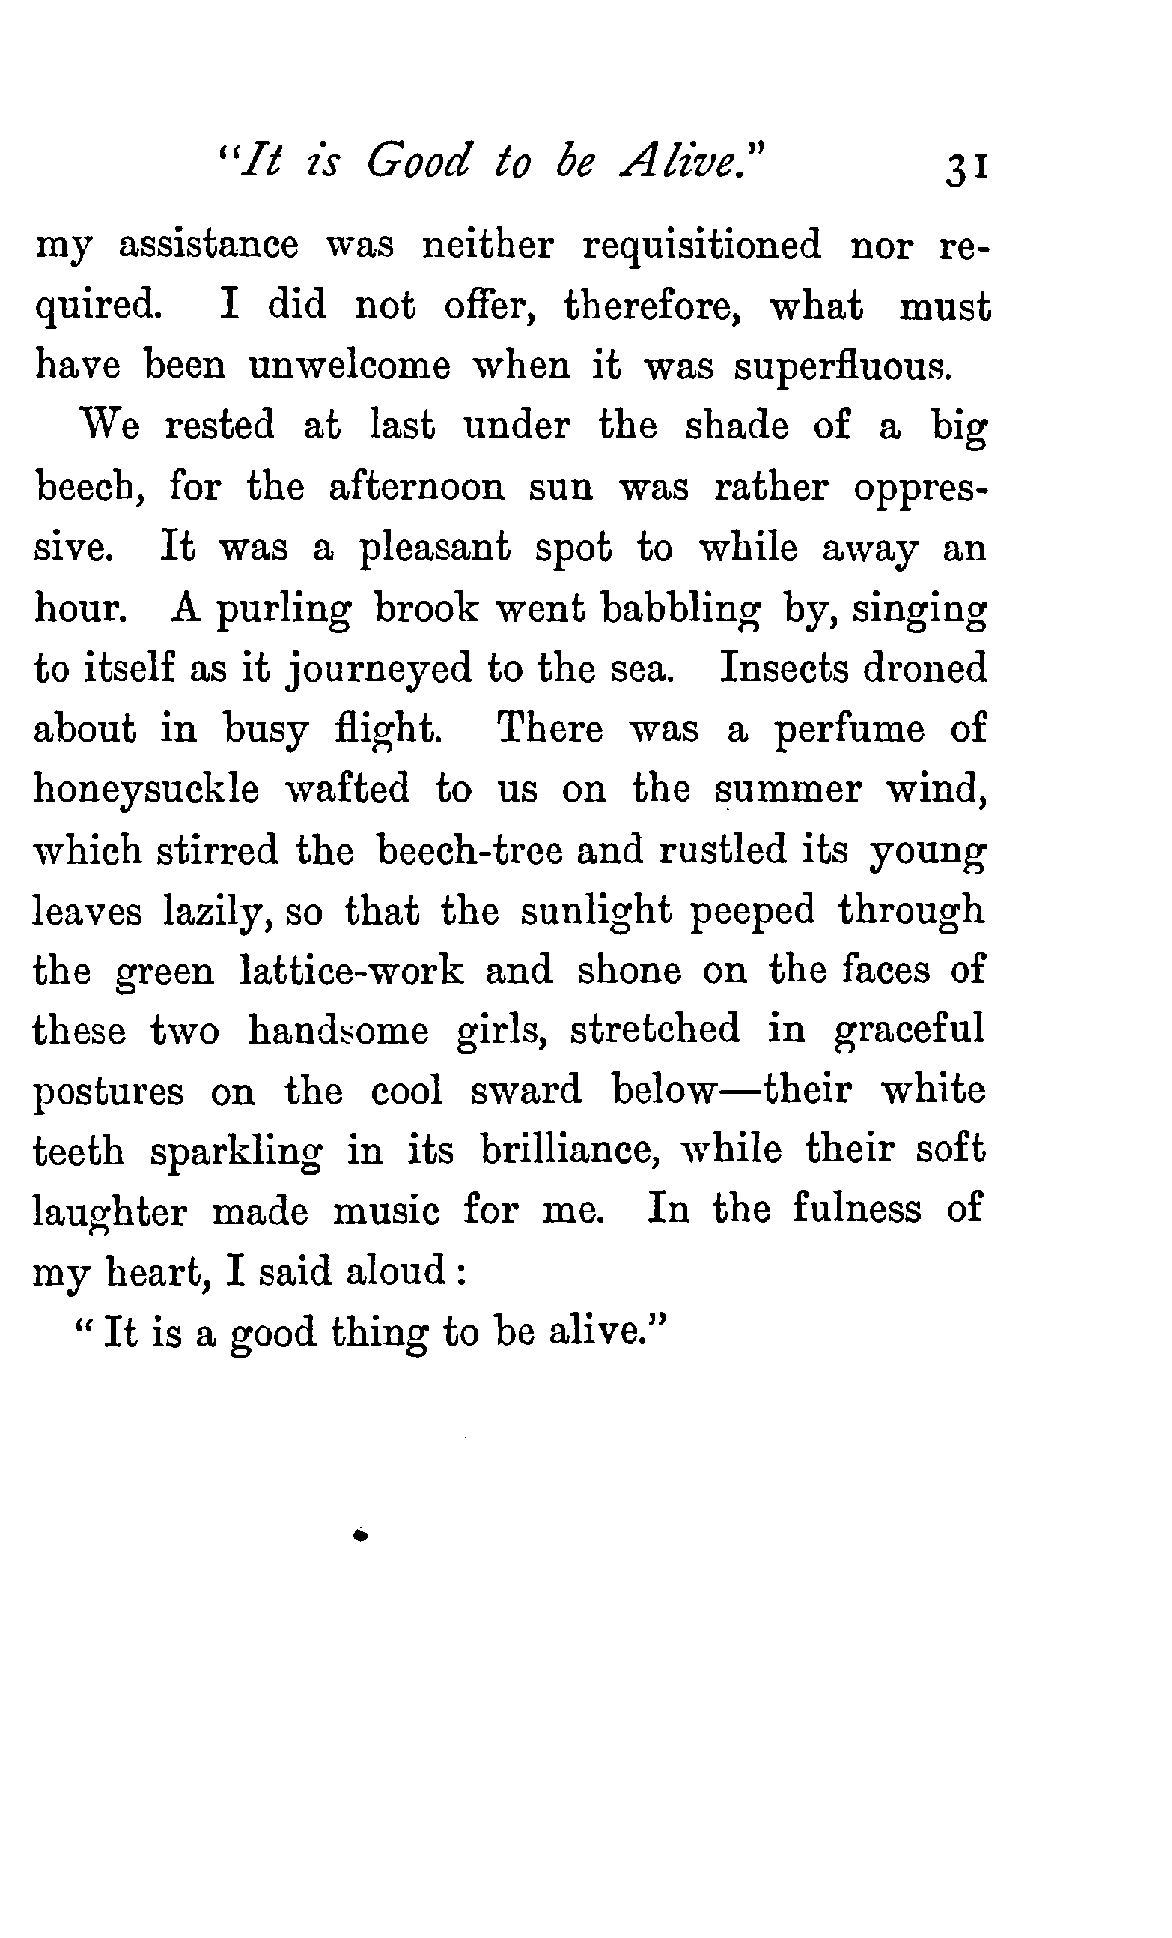 "It is Good to be Alive." 31
my assistance was neither requisitioned nor re-
quired. I did not offer, therefore, what must
have been unwelcome when it was superfluous.
We rested at last under the shade of a big
beech, for the afternoon sun was rather oppres-
sive. It was a pleasant spot to while away an
hour. A purling brook went babbling by, singing
to itself as it journeyed to the sea. Insects droned
about in busy flight. There was a perfume of
honeysuckle wafted to us on the summer wind,
which stirred the beech-tree and rustled its young
leaves lazily, so that the sunlight peeped through
the green lattice-work and shone on the faces of
these two handsome girls, stretched in graceful
postures on the cool sward below—their white
teeth sparkling in its brilliance, while their soft
laughter made music for me. In the fulness of
my heart, I said aloud :
"It is a good thing to be alive."